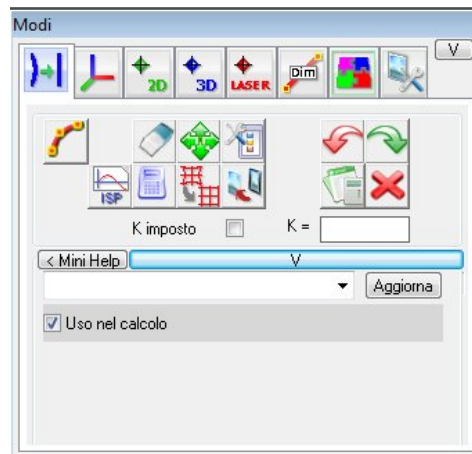 Modi
V
2D 3D LASER Dim
ISP
K imposto K =
< Mini Help V
Aggiorna
Uso nel calcolo